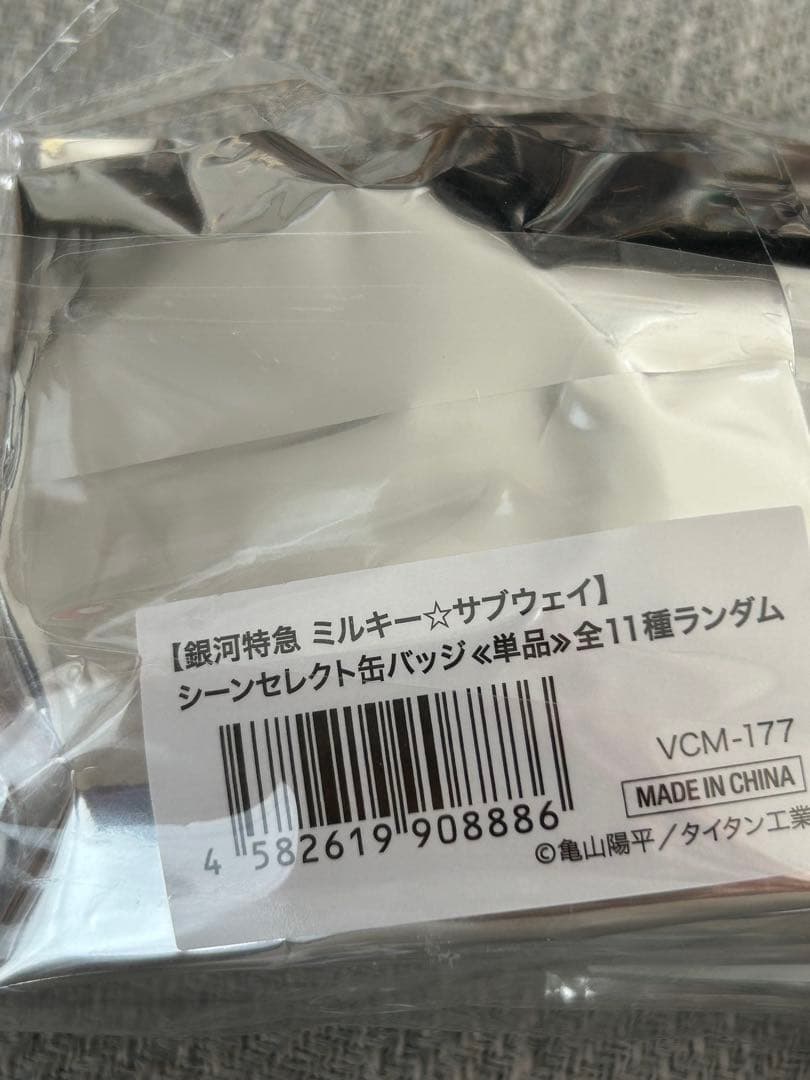 【銀河特急 ミルキー☆サブウェイ】
シーンセレクト缶バッジ≪単品≫全11種ランダム
VCM-177
MADE IN CHINA
4 582619 908886
©亀山陽平/タイタン工業